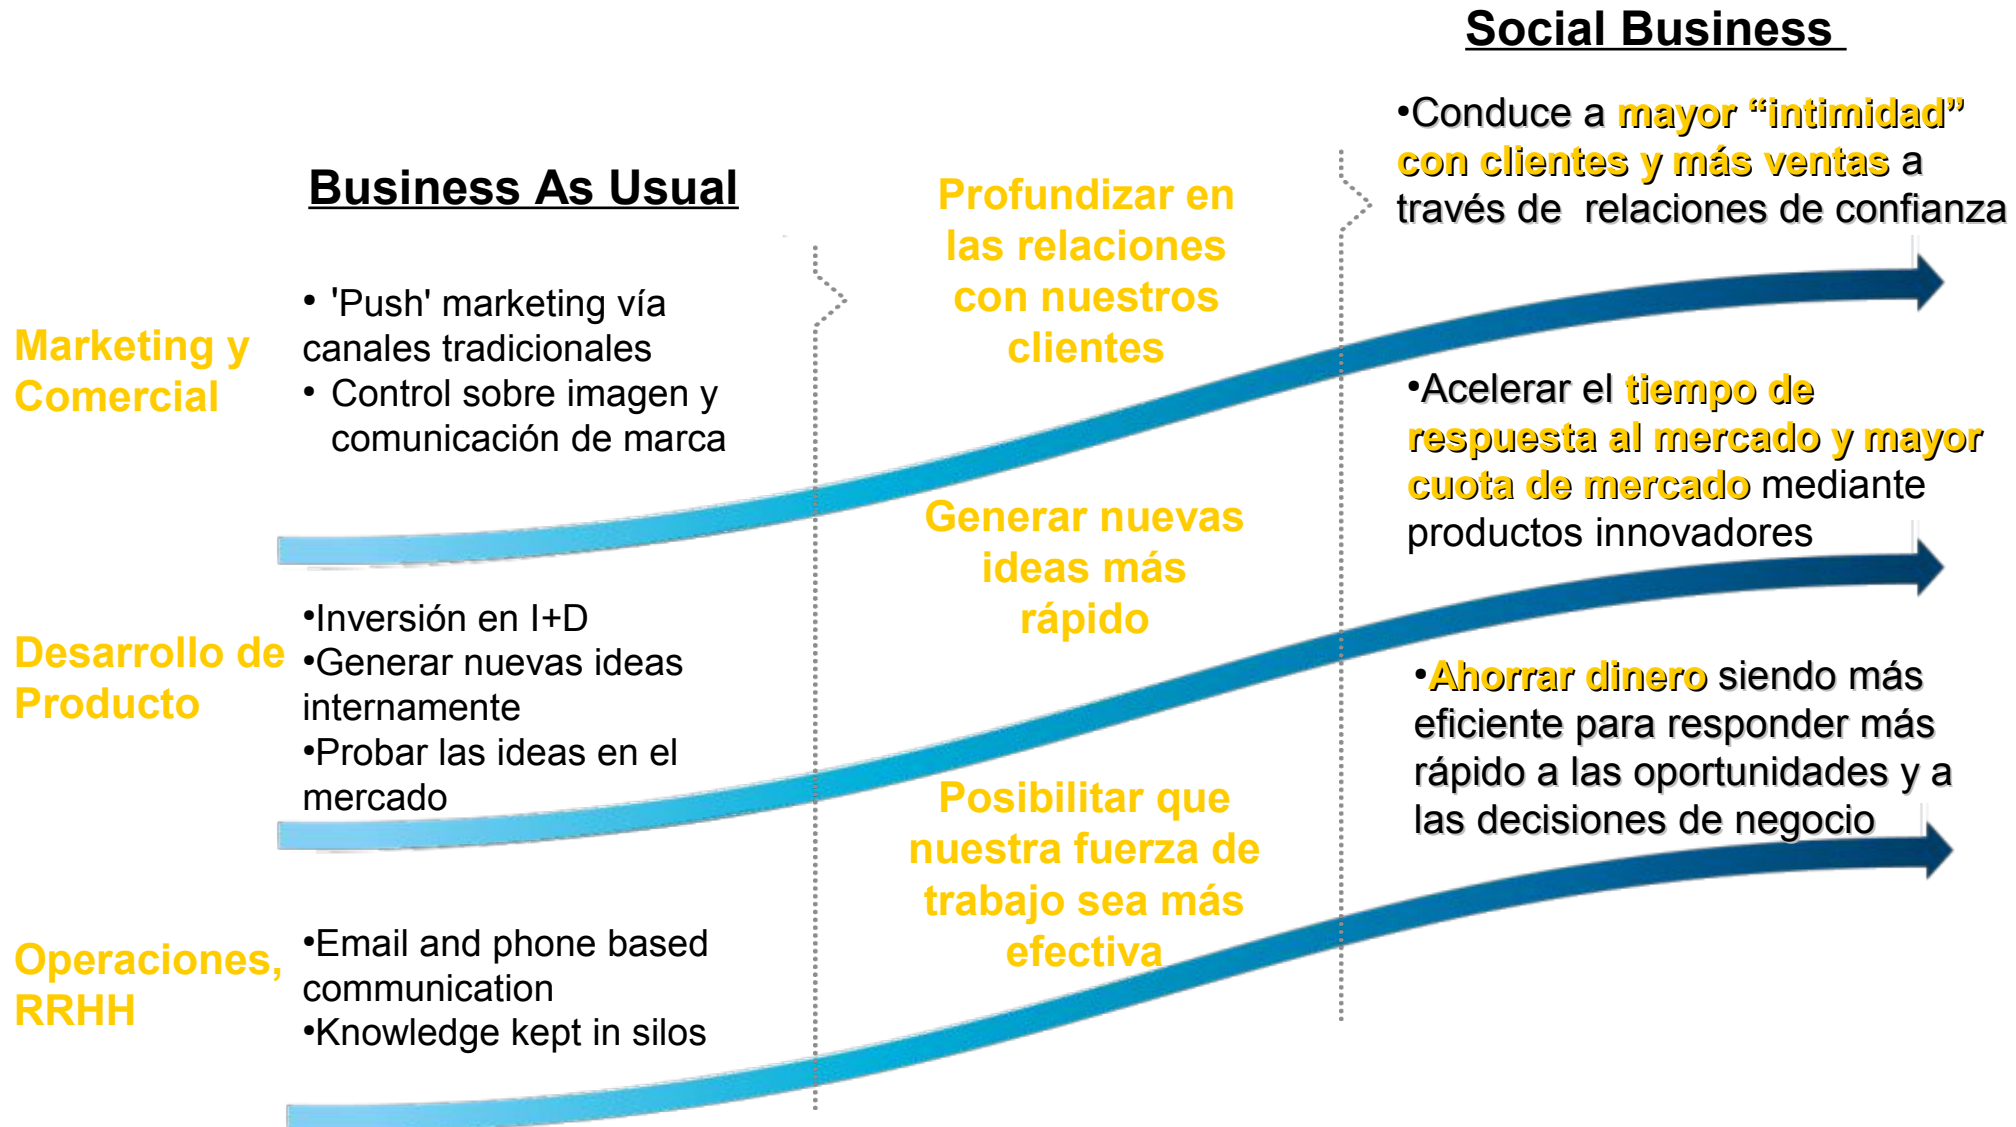 Social Business
Business As Usual
Marketing y
Comercial
• 'Push' marketing vía
canales tradicionales
• Control sobre imagen y
comunicación de marca
Profundizar en
las relaciones
con nuestros
clientes
•Conduce a mayor “intimidad”
con clientes y más ventas a
través de relaciones de confianza
Desarrollo de
Producto
•Inversión en I+D
•Generar nuevas ideas
internamente
•Probar las ideas en el
mercado
Generar nuevas
ideas más
rápido
•Acelerar el tiempo de
respuesta al mercado y mayor
cuota de mercado mediante
productos innovadores
Operaciones,
RRHH
•Email and phone based
communication
•Knowledge kept in silos
Posibilitar que
nuestra fuerza de
trabajo sea más
efectiva
•Ahorrar dinero siendo más
eficiente para responder más
rápido a las oportunidades y a
las decisiones de negocio